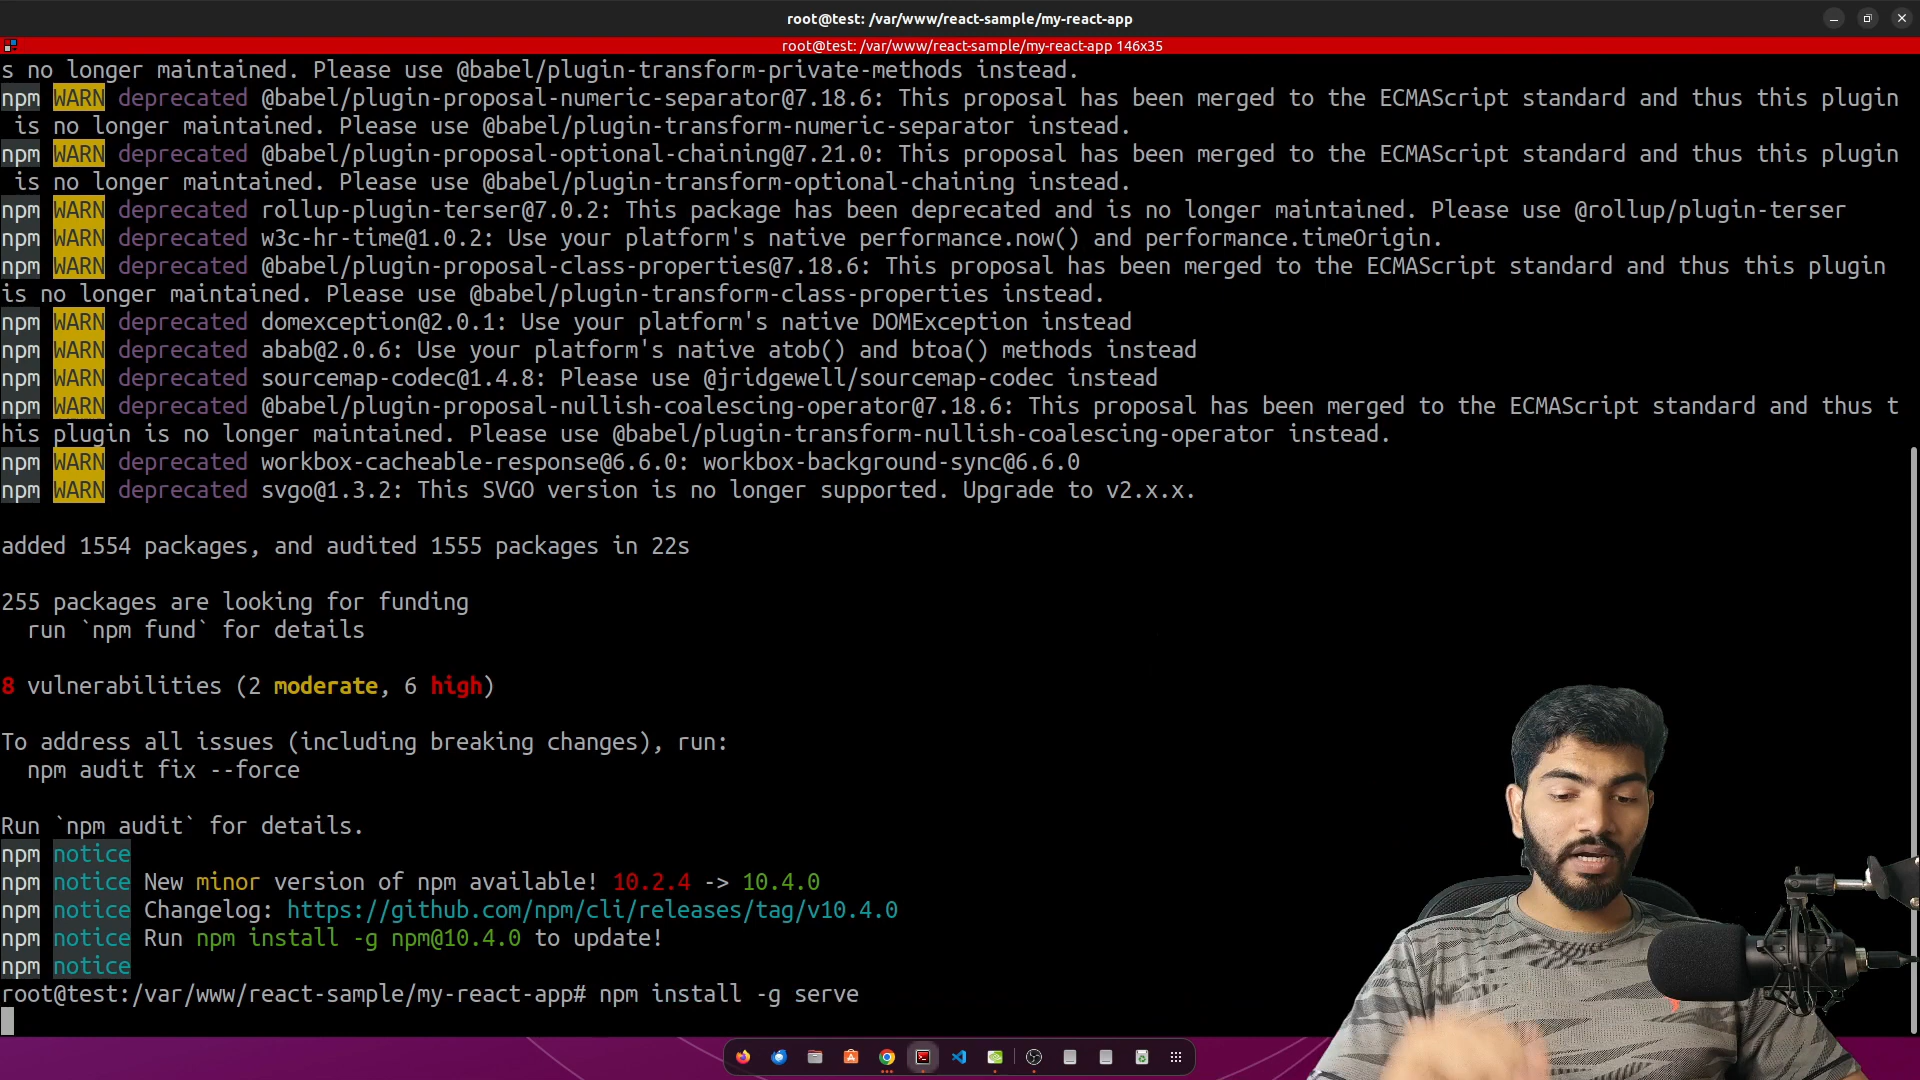 root@test: /var/www/react-sample/my-react-app
root@test: /var/www/react-sample/my-react-app 146x35
s no longer maintained. Please use @babel/plugin-transform-private-methods instead.
npm WARN deprecated @babel/plugin-proposal-numeric-separator@7.18.6: This proposal has been merged to the ECMAScript standard and thus this plugin
is no longer maintained. Please use @babel/plugin-transform-numeric-separator instead.
npm WARN deprecated @babel/plugin-proposal-optional-chaining@7.21.0: This proposal has been merged to the ECMAScript standard and thus this plugin
is no longer maintained. Please use @babel/plugin-transform-optional-chaining instead.
npm WARN deprecated rollup-plugin-terser@7.0.2: This package has been deprecated and is no longer maintained. Please use @rollup/plugin-terser
npm WARN deprecated w3c-hr-time@1.0.2: Use your platform's native performance.now() and performance.timeOrigin.
npm WARN deprecated @babel/plugin-proposal-class-properties@7.18.6: This proposal has been merged to the ECMAScript standard and thus this plugin
is no longer maintained. Please use @babel/plugin-transform-class-properties instead.
npm WARN deprecated domexception@2.0.1: Use your platform's native DOMException instead
npm WARN deprecated abab@2.0.6: Use your platform's native atob() and btoa() methods instead
npm WARN deprecated sourcemap-codec@1.4.8: Please use @jridgewell/sourcemap-codec instead
npm WARN deprecated @babel/plugin-proposal-nullish-coalescing-operator@7.18.6: This proposal has been merged to the ECMAScript standard and thus t
his plugin is no longer maintained. Please use @babel/plugin-transform-nullish-coalescing-operator instead.
npm WARN deprecated workbox-cacheable-response@6.6.0: workbox-background-sync@6.6.0
npm WARN deprecated svgo@1.3.2: This SVGO version is no longer supported. Upgrade to v2.x.x.
added 1554 packages, and audited 1555 packages in 22s
255 packages are looking for funding
run `npm fund` for details
8 vulnerabilities (2 moderate, 6 high)
To address all issues (including breaking changes), run:
npm audit fix --force
Run `npm audit` for details.
npm notice
npm notice New minor version of npm available! 10.2.4 -> 10.4.0
npm notice Changelog: https://github.com/npm/cli/releases/tag/v10.4.0
npm notice Run npm install -g npm@10.4.0 to update!
npm notice
root@test:/var/www/react-sample/my-react-app# npm install -g serve